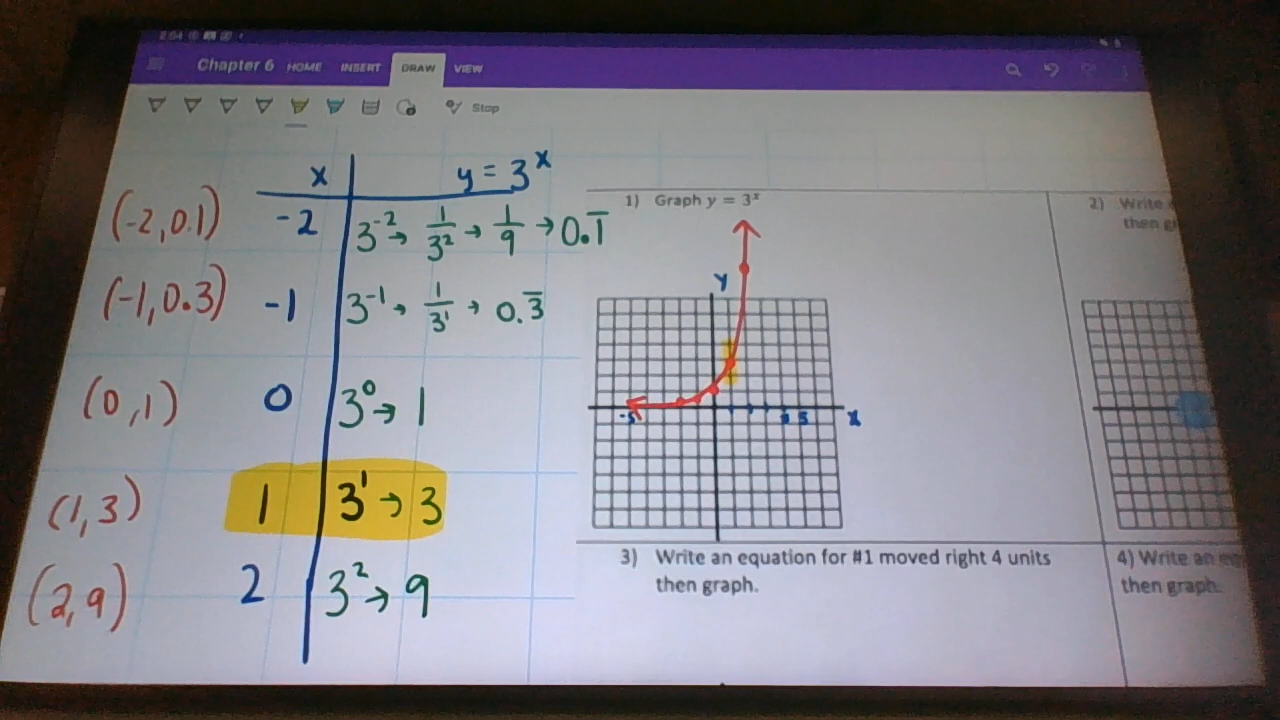 Chapter 6 HOME INSERT DRAW VIEW
Stop
x y = 3^x
(-2, 0.1) -2 3^-2 → 1/3^2 → 1/9 → 0.1̅
(-1, 0.3) -1 3^-1 → 1/3^1 → 0.3̅
(0, 1) 0 3^0 → 1
(1, 3) 1 3^1 → 3
(2, 9) 2 3^2 → 9
1) Graph y = 3^x
Y
-5 5 x
2) Write
then
3) Write an equation for #1 moved right 4 units
then graph.
4) Write an
then graph.